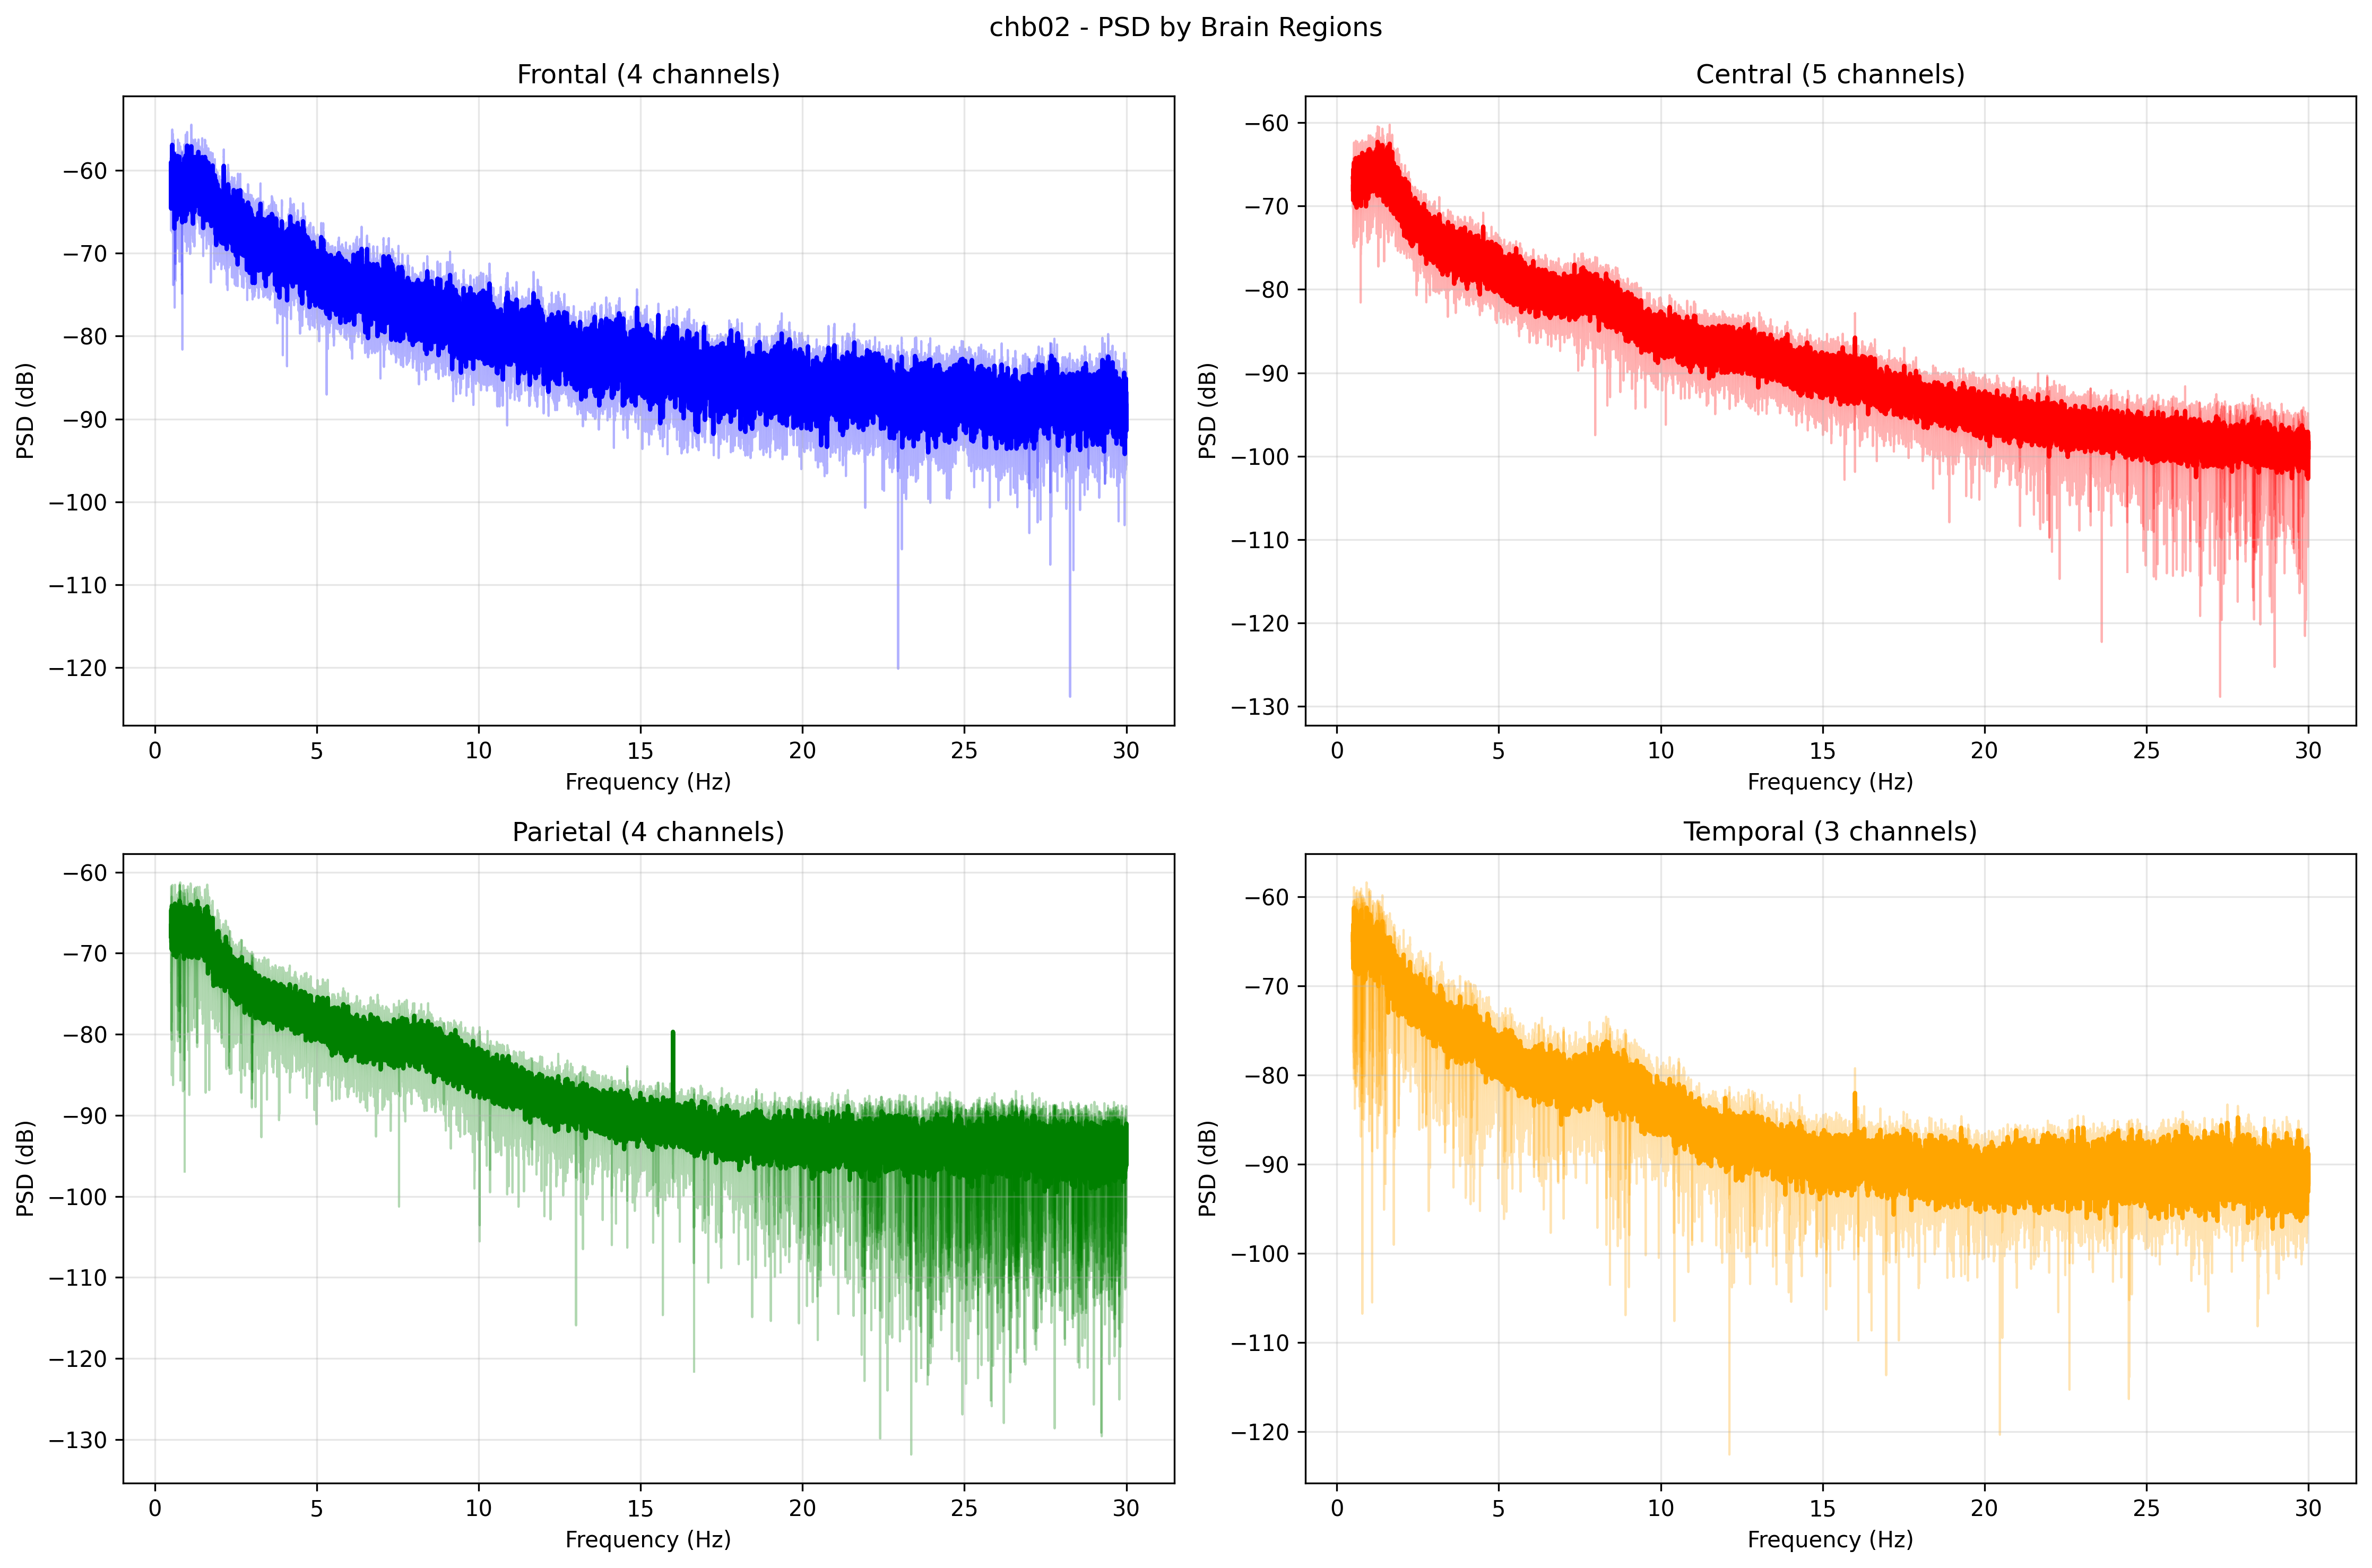 chb02 - PSD by Brain Regions
Frontal (4 channels)
PSD (dB)
−60
−70
−80
−90
−100
−110
−120
0 5 10 15 20 25 30
Frequency (Hz)
Central (5 channels)
PSD (dB)
−60
−70
−80
−90
−100
−110
−120
−130
0 5 10 15 20 25 30
Frequency (Hz)
Parietal (4 channels)
PSD (dB)
−60
−70
−80
−90
−100
−110
−120
−130
0 5 10 15 20 25 30
Frequency (Hz)
Temporal (3 channels)
PSD (dB)
−60
−70
−80
−90
−100
−110
−120
0 5 10 15 20 25 30
Frequency (Hz)